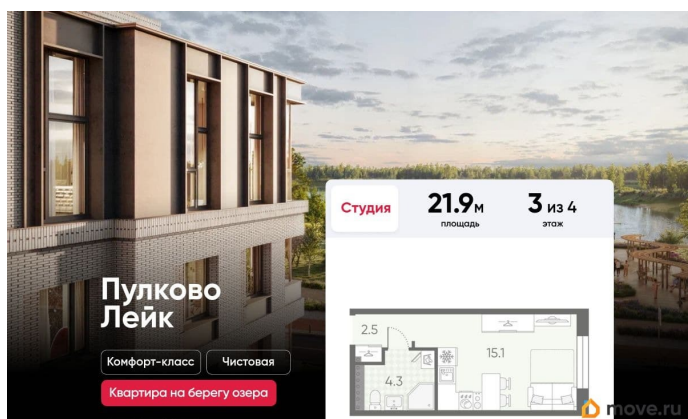 Студия
21.9м
площадь
3 из 4
этаж
Пулково
Лейк
Комфорт-класс
Чистовая
Квартира на берегу озера
2.5
4.3
15.1
move.ru